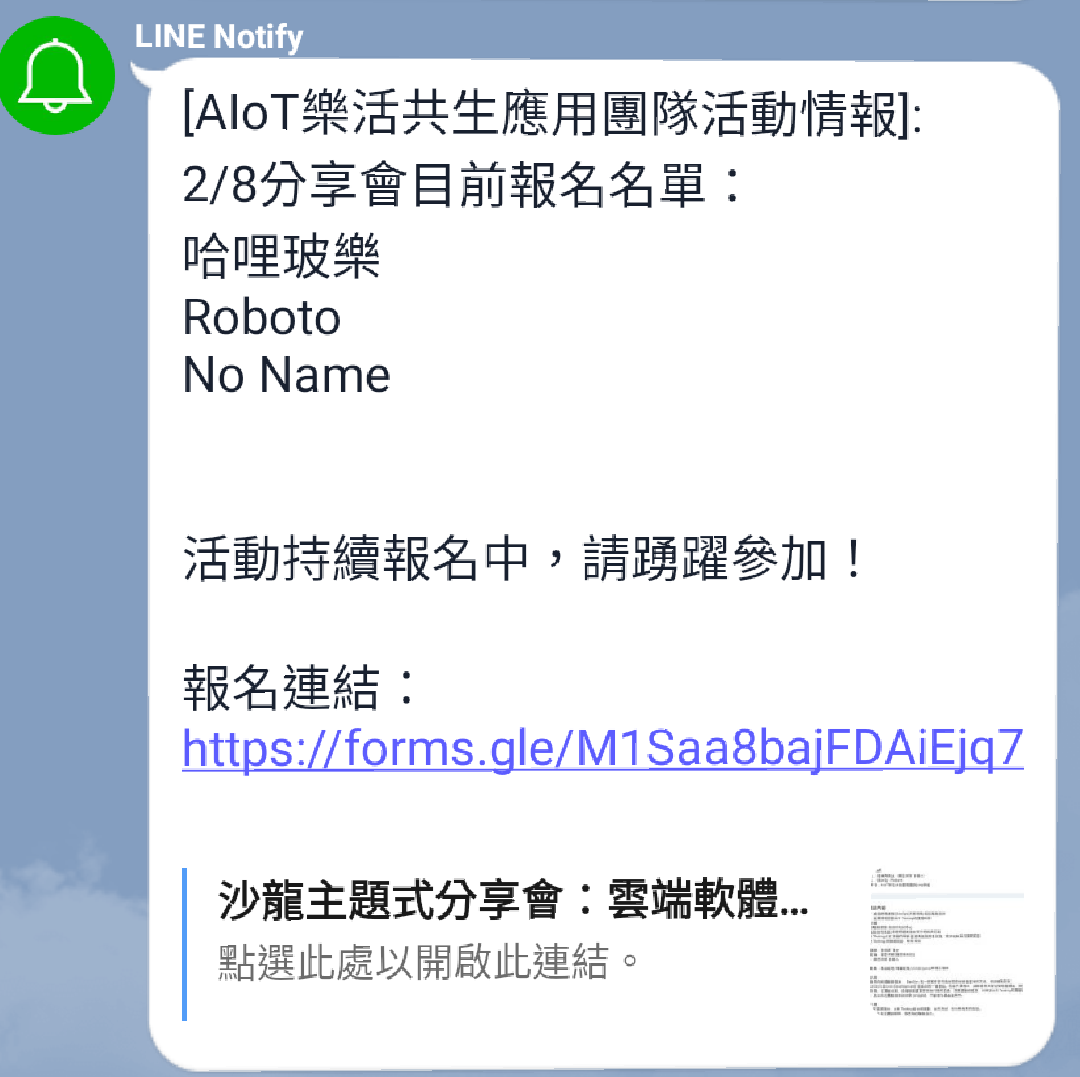 LINE Notify
[AIoT樂活共生應用團隊活動情報]:
2/8分享會目前報名名單：
哈哩玻樂
Roboto
No Name
活動持續報名中，請踴躍參加！
報名連結：
https://forms.gle/M1Saa8bajFDAiEjq7
沙龍主題式分享會：雲端軟體...
點選此處以開啟此連結。